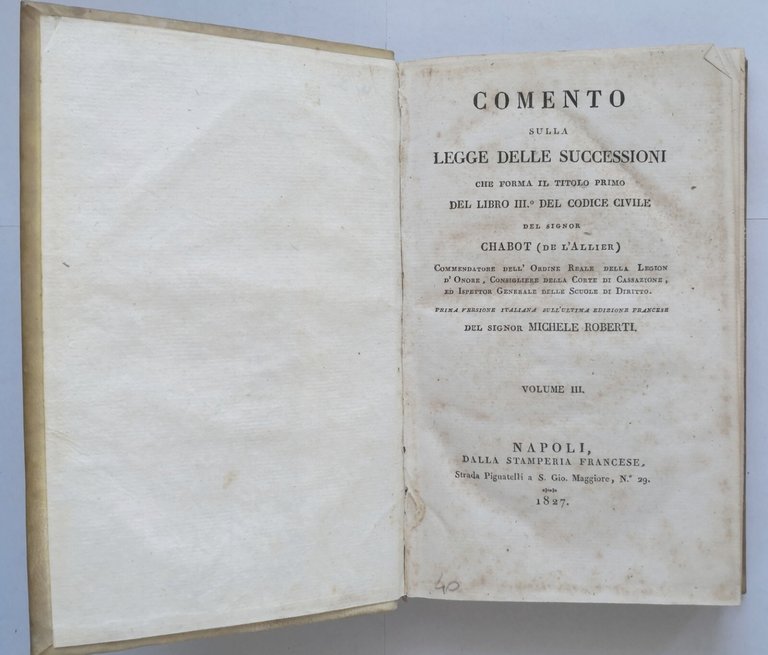 COMENTO
SULLA
LEGGE DELLE SUCCESSIONI
CHE FORMA IL TITOLO PRIMO
DEL LIBRO III.º DEL CODICE CIVILE
DEL SIGNOR
CHABOT (DE L'ALLIER)
COMMENDATORE DELL' ORDINE REALE DELLA LEGION
D' ONORE, CONSIGLIERE DELLA CORTE DI CASSAZIONE,
ED ISPETTOR GENERALE DELLE SCUOLE DI DIRITTO.
PRIMA VERSIONE ITALIANA SULL'ULTIMA EDIZIONE FRANCESE
DEL SIGNOR MICHELE ROBERTI.
VOLUME III.
NAPOLI,
DALLA STAMPERIA FRANCESE,
Strada Pignatelli a S. Gio. Maggiore, N.º 29.
1827.
40